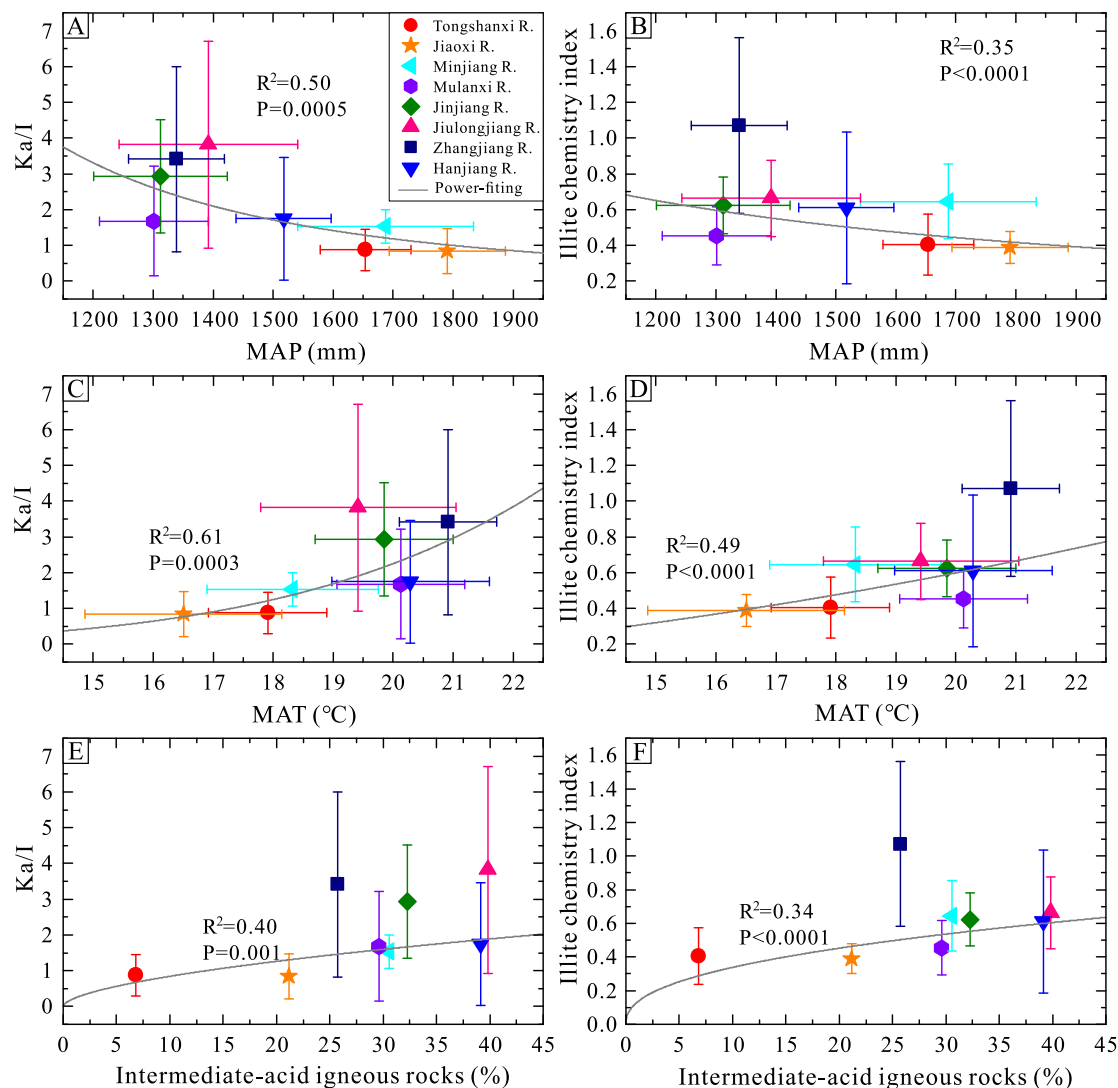 A
Tongshanxi R.
Jiaoxi R.
Minjiang R.
Mulanxi R.
Jinjiang R.
Jiulongjiang R.
Zhangjiang R.
Hanjiang R.
Power-fiting
R²=0.50
P=0.0005
Ka/I
7
6
5
4
3
2
1
0
1200 1300 1400 1500 1600 1700 1800 1900
MAP (mm)
B
R²=0.35
P<0.0001
Illite chemistry index
1.6
1.4
1.2
1.0
0.8
0.6
0.4
0.2
1200 1300 1400 1500 1600 1700 1800 1900
MAP (mm)
C
R²=0.61
P=0.0003
Ka/I
7
6
5
4
3
2
1
0
15 16 17 18 19 20 21 22
MAT (℃)
D
R²=0.49
P<0.0001
Illite chemistry index
1.6
1.4
1.2
1.0
0.8
0.6
0.4
0.2
15 16 17 18 19 20 21 22
MAT (℃)
E
R²=0.40
P=0.001
Ka/I
7
6
5
4
3
2
1
0
0 5 10 15 20 25 30 35 40 45
Intermediate-acid igneous rocks (%)
F
R²=0.34
P<0.0001
Illite chemistry index
1.6
1.4
1.2
1.0
0.8
0.6
0.4
0.2
0.0
0 5 10 15 20 25 30 35 40 45
Intermediate-acid igneous rocks (%)